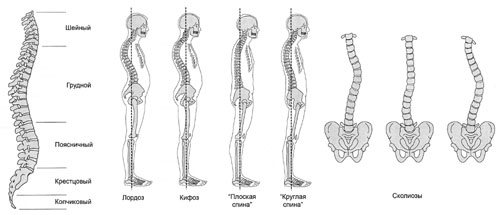 Шейный
Грудной
Поясничный
Крестцовый
Копчиковый
Лордоз
Кифоз
"Плоская
спина"
"Круглая
спина"
Сколиозы